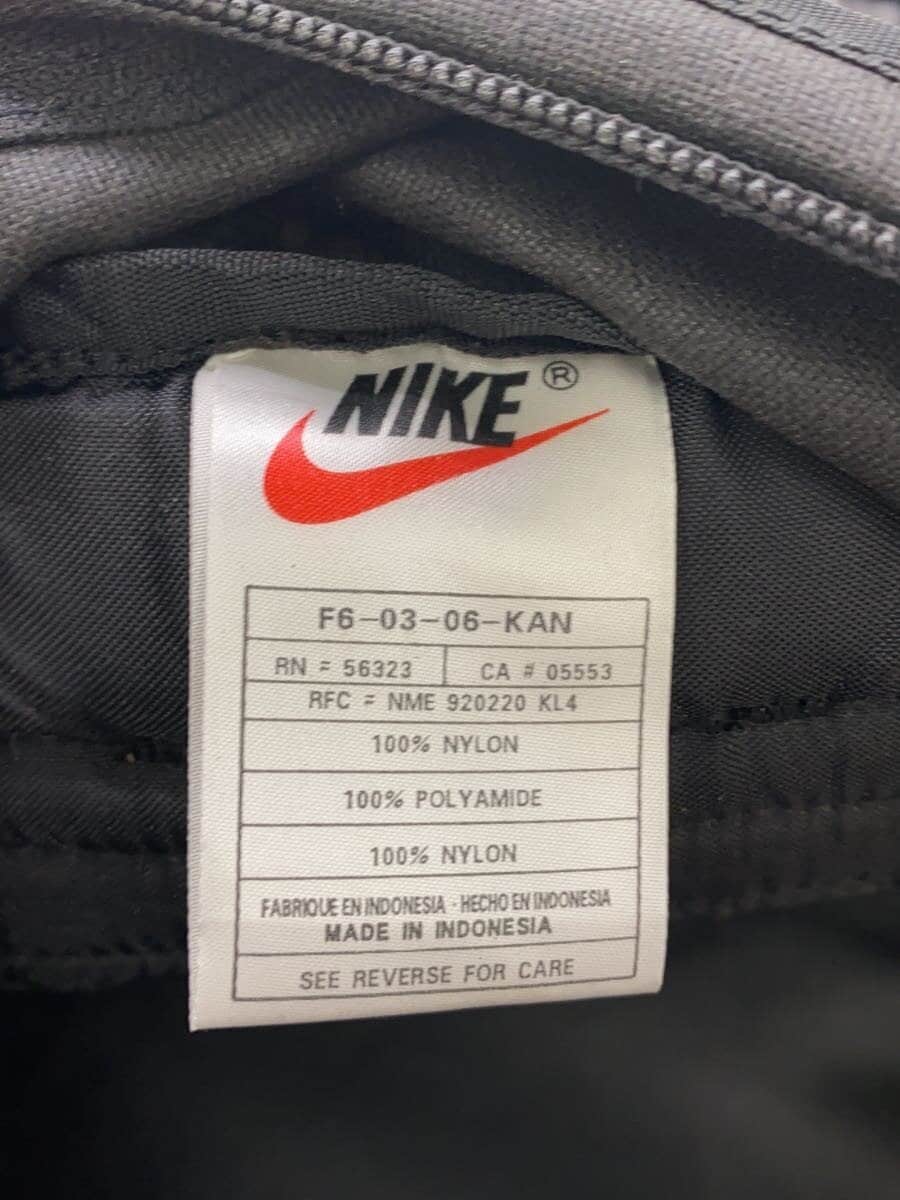 NIKE ®
F6-03-06-KAN
RN = 56323 CA # 05553
RFC = NME 920220 KL4
100% NYLON
100% POLYAMIDE
100% NYLON
FABRIQUE EN INDONESIA - HECHO EN INDONESIA
MADE IN INDONESIA
SEE REVERSE FOR CARE